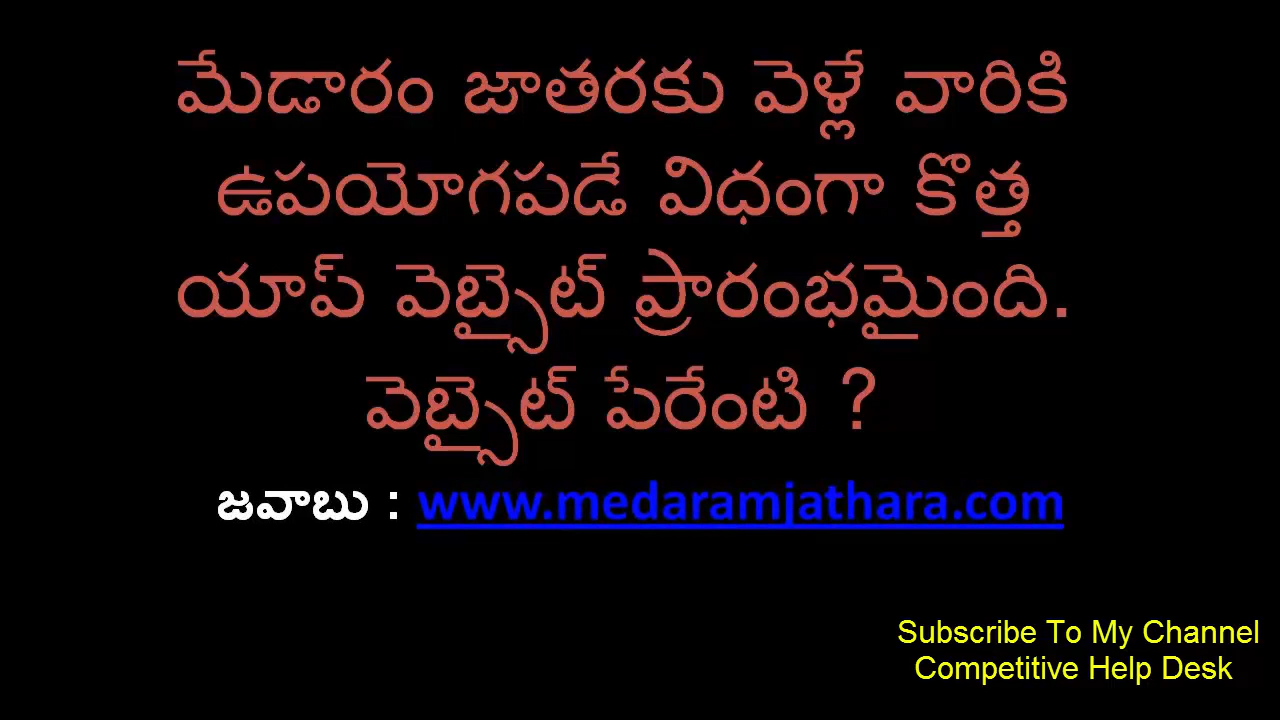 మేడారం జాతరకు వెళ్లే వారికి
ఉపయోగపడే విధంగా కొత్త
యాప్ వెబ్సైట్ ప్రారంభమైంది.
వెబ్సైట్ పేరేంటి ?
జవాబు : www.medaramjathara.com
Subscribe To My Channel
Competitive Help Desk